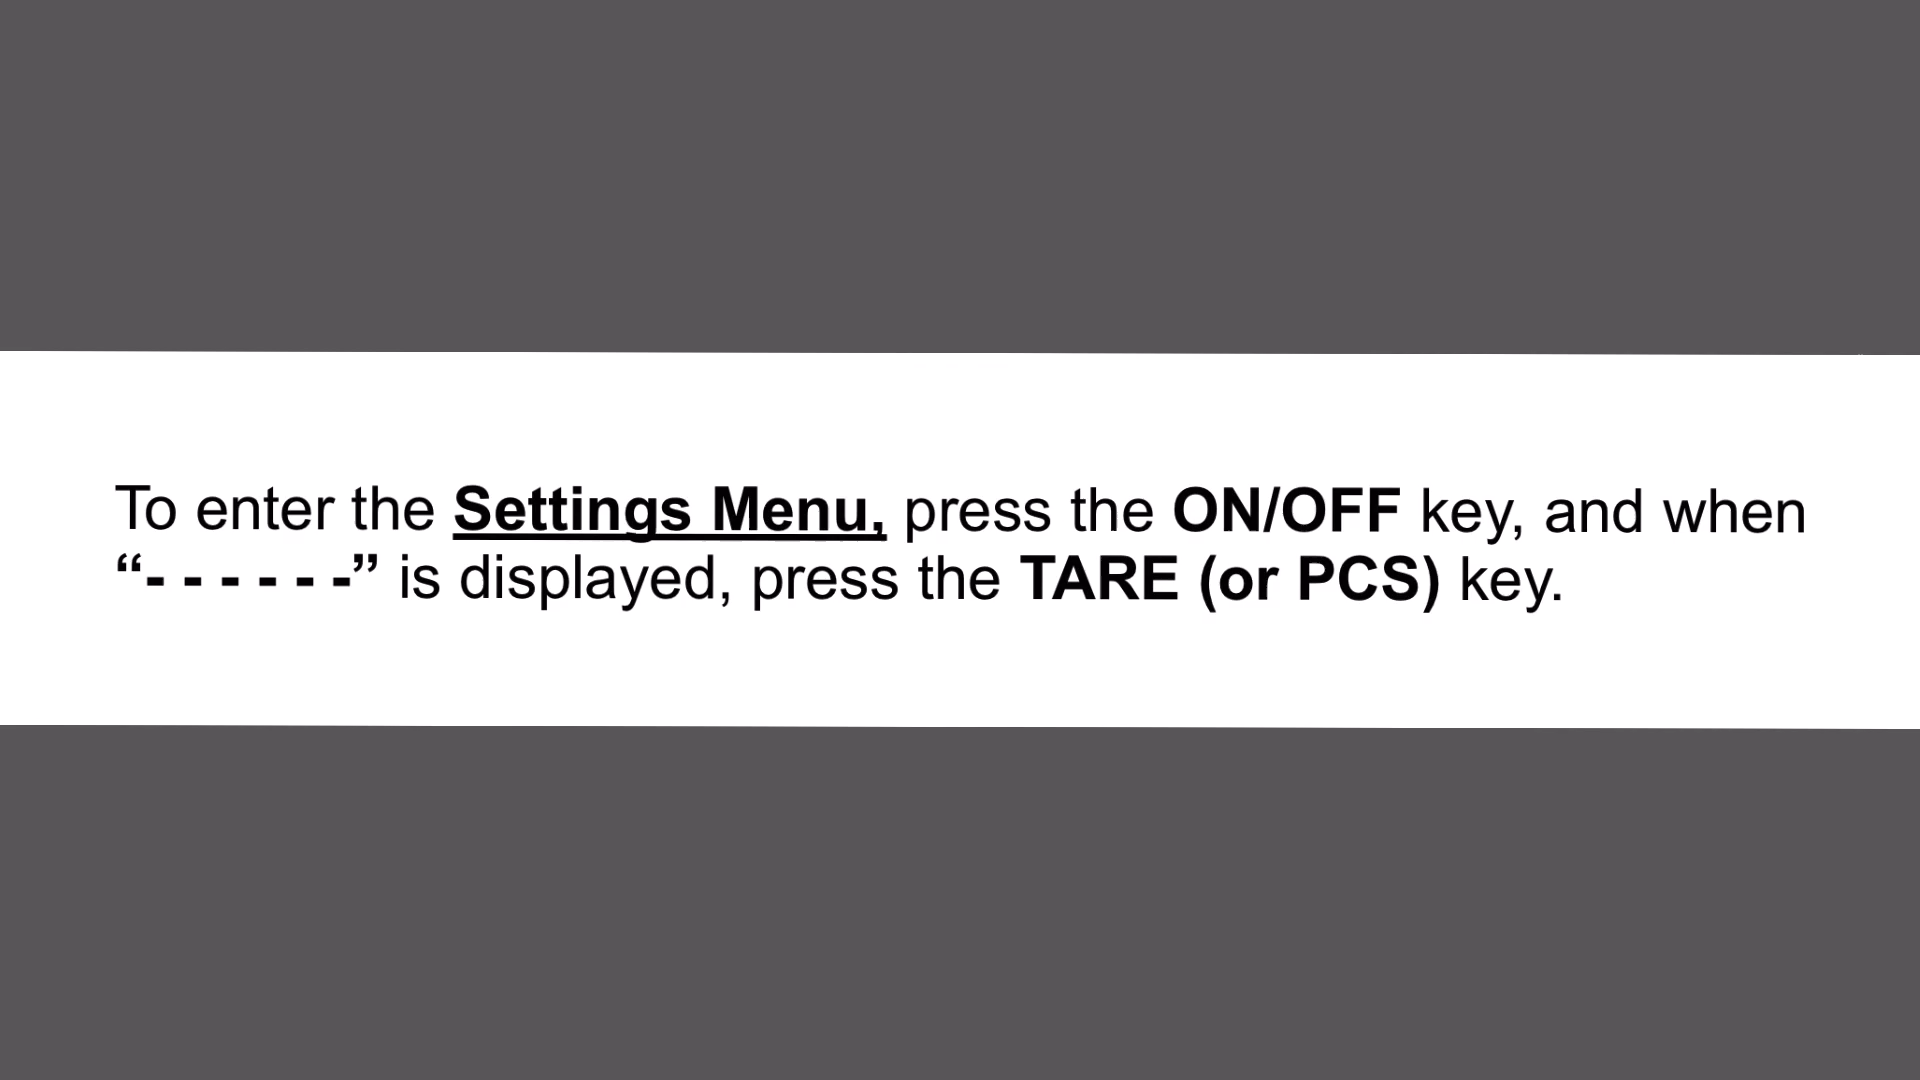 To enter the Settings Menu, press the ON/OFF key, and when
“- - - - - -” is displayed, press the TARE (or PCS) key.